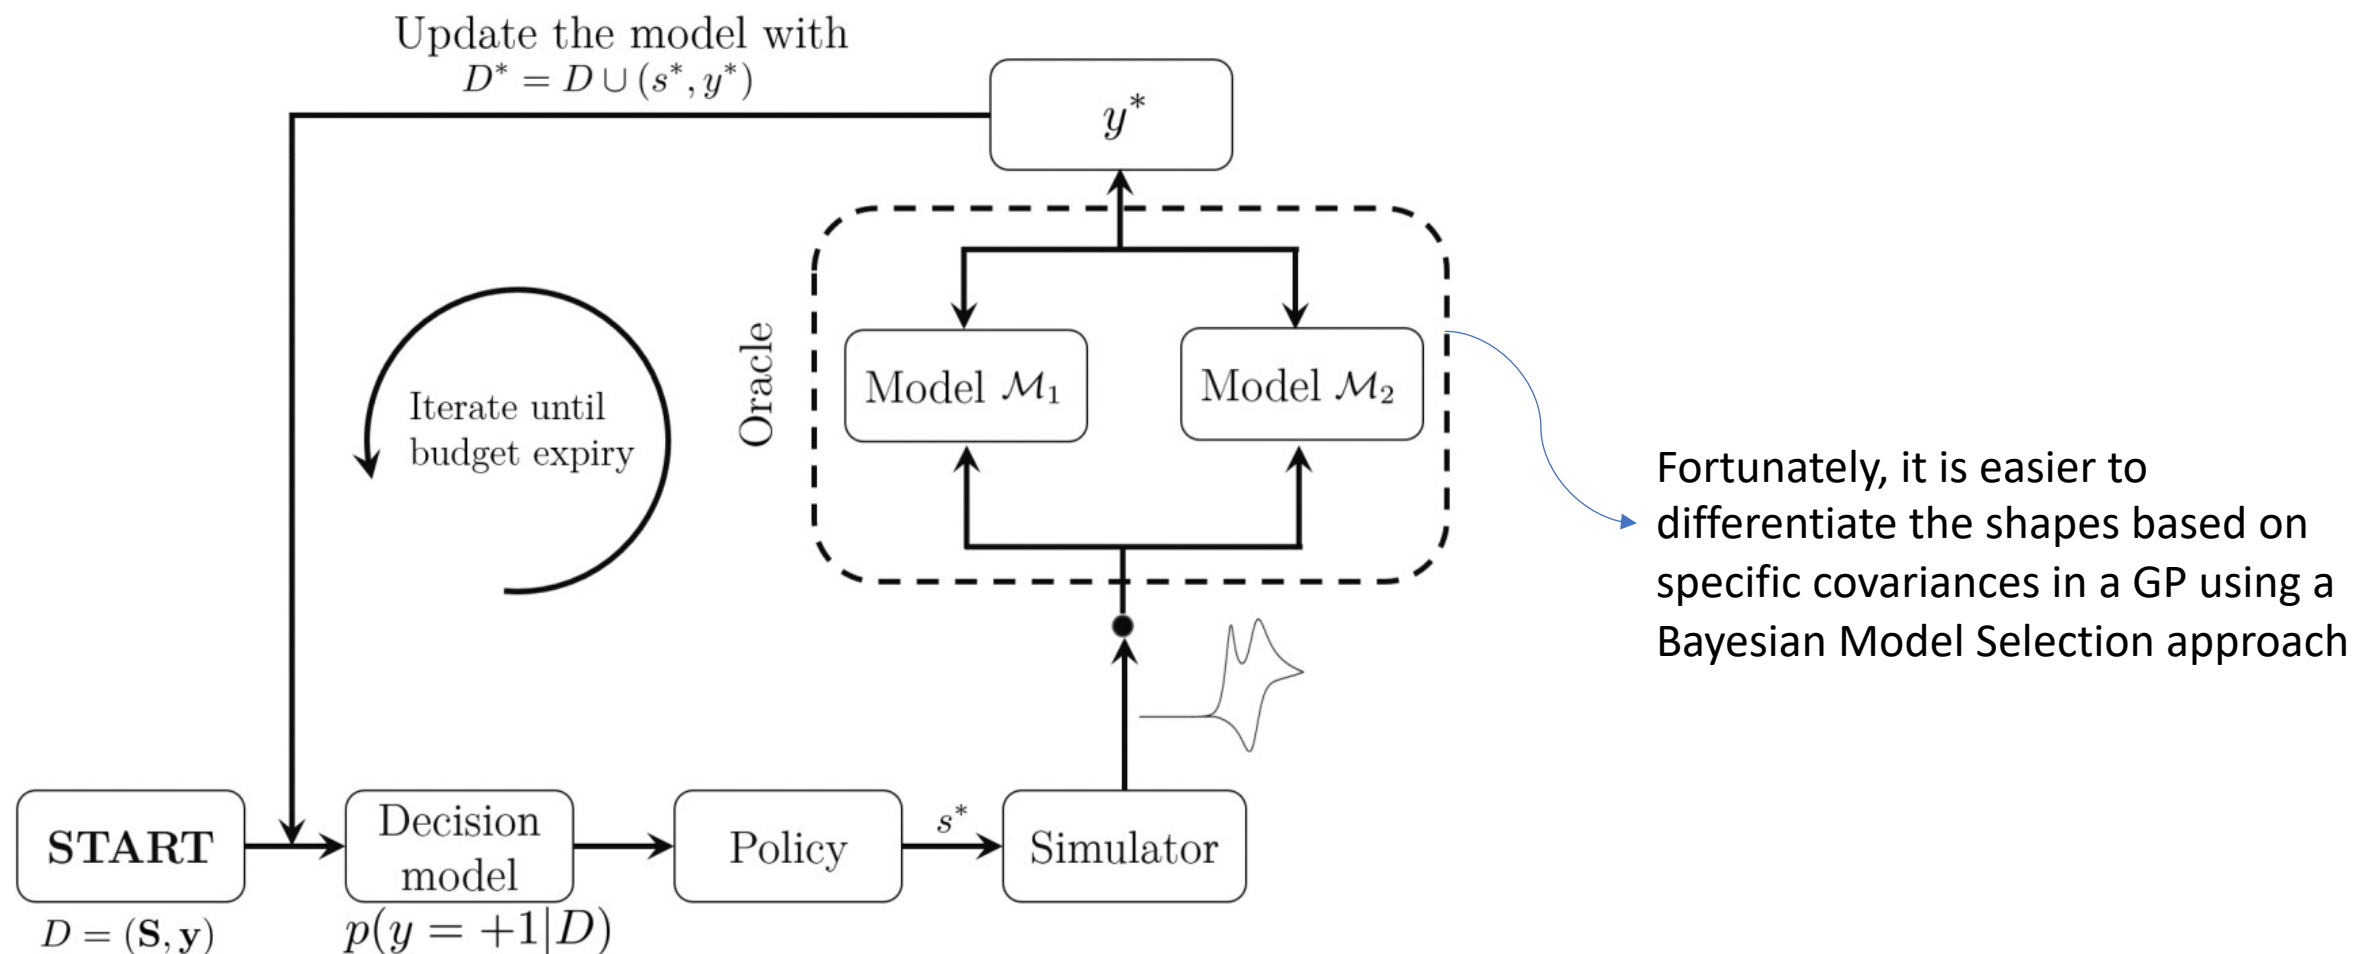 Update the model with
D* = D ∪ (s*, y*)
y*
Oracle
Model ℳ₁
Model ℳ₂
Iterate until
budget expiry
Fortunately, it is easier to
differentiate the shapes based on
specific covariances in a GP using a
Bayesian Model Selection approach
START
D = (S, y)
Decision
model
p(y = +1|D)
Policy
s*
Simulator